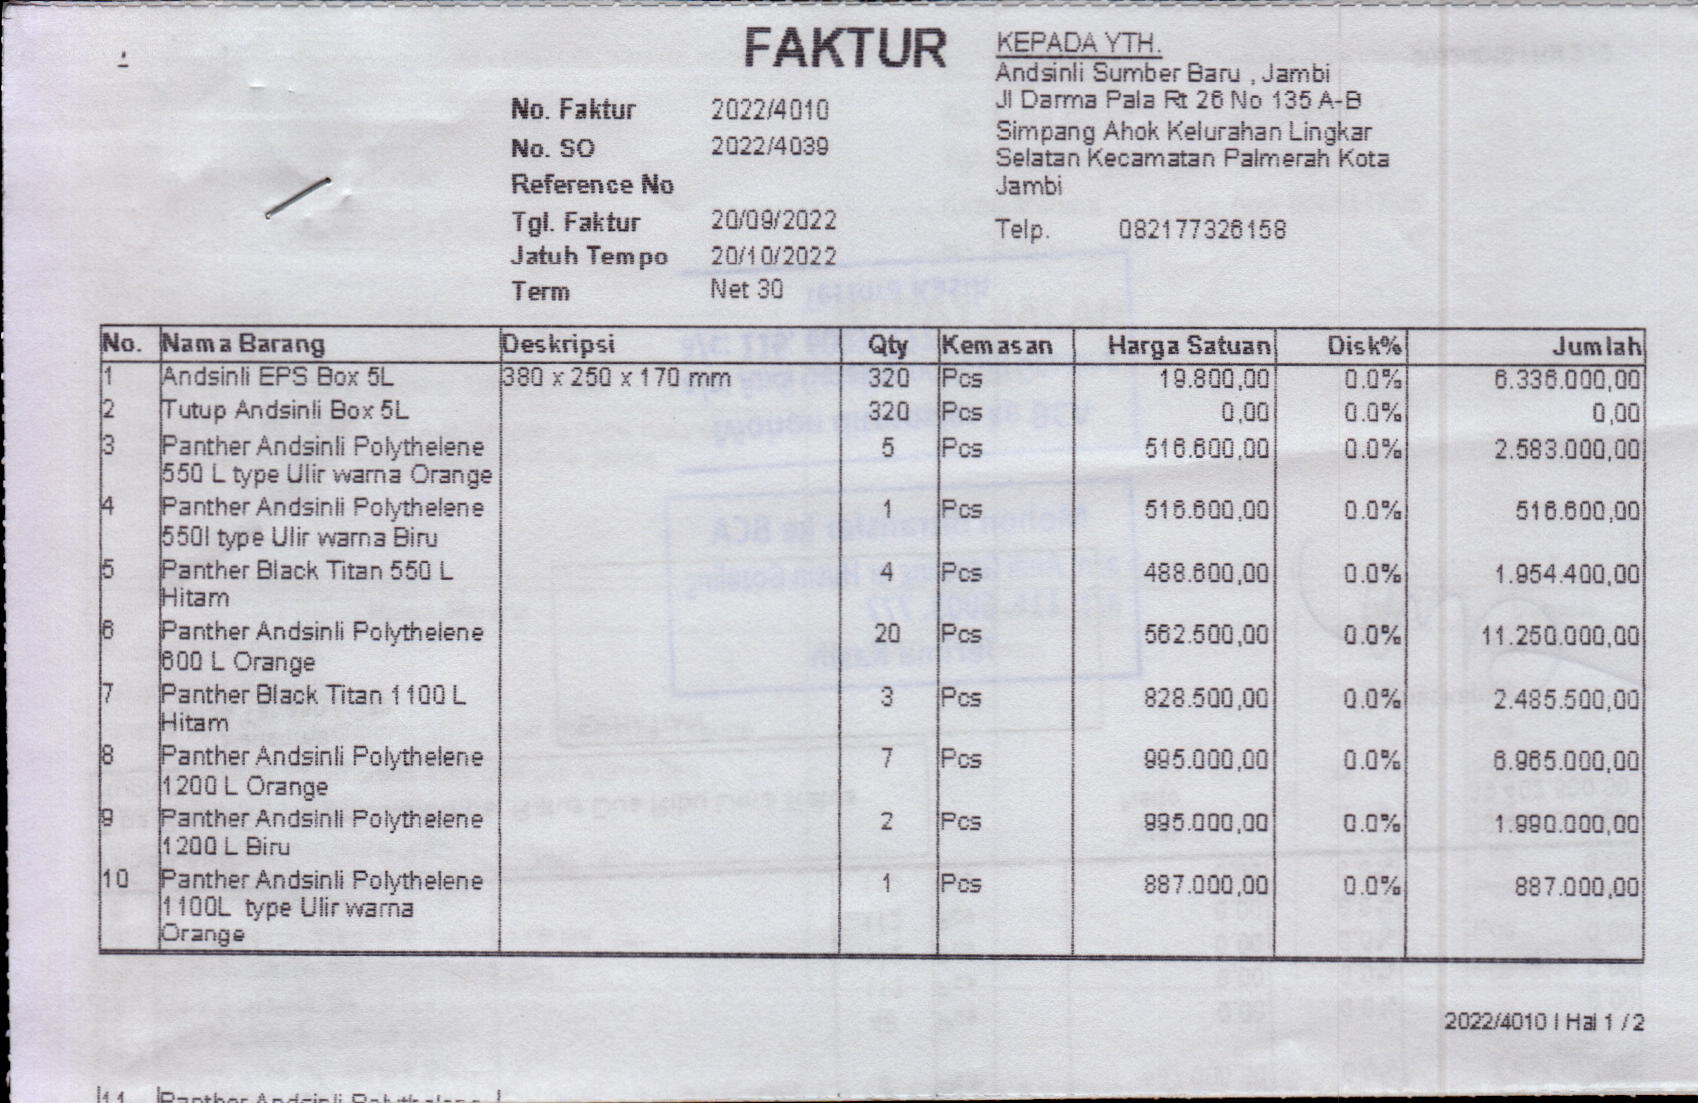 FAKTUR
No. Faktur 2022/4010
No. SO 2022/4039
Reference No
Tgl. Faktur 20/09/2022
Jatuh Tempo 20/10/2022
Term Net 30
KEPADA YTH.
Andsinli Sumber Baru , Jambi
Jl Darma Pala Rt 26 No 135 A-B
Simpang Ahok Kelurahan Lingkar
Selatan Kecamatan Palmerah Kota
Jambi
Telp. 082177326158
No. Nama Barang Deskripsi Qty Kemasan Harga Satuan Disk% Jumlah
1 Andsinli EPS Box 5L 380 x 250 x 170 mm 320 Pcs 19.800,00 0.0% 6.336.000,00
2 Tutup Andsinli Box 5L 320 Pcs 0,00 0.0% 0,00
3 Panther Andsinli Polythelene 5 Pcs 516.600,00 0.0% 2.583.000,00
550 L type Ulir warna Orange
4 Panther Andsinli Polythelene 1 Pcs 516.600,00 0.0% 516.600,00
550l type Ulir warna Biru
5 Panther Black Titan 550 L 4 Pcs 488.600,00 0.0% 1.954.400,00
Hitam
6 Panther Andsinli Polythelene 20 Pcs 562.500,00 0.0% 11.250.000,00
600 L Orange
7 Panther Black Titan 1100 L 3 Pcs 828.500,00 0.0% 2.485.500,00
Hitam
8 Panther Andsinli Polythelene 7 Pcs 995.000,00 0.0% 6.965.000,00
1200 L Orange
9 Panther Andsinli Polythelene 2 Pcs 995.000,00 0.0% 1.990.000,00
1200 L Biru
10 Panther Andsinli Polythelene 1 Pcs 887.000,00 0.0% 887.000,00
1100L type Ulir warna
Orange
2022/4010 | Hal 1 / 2
11 Panther Andsinli Polythelene